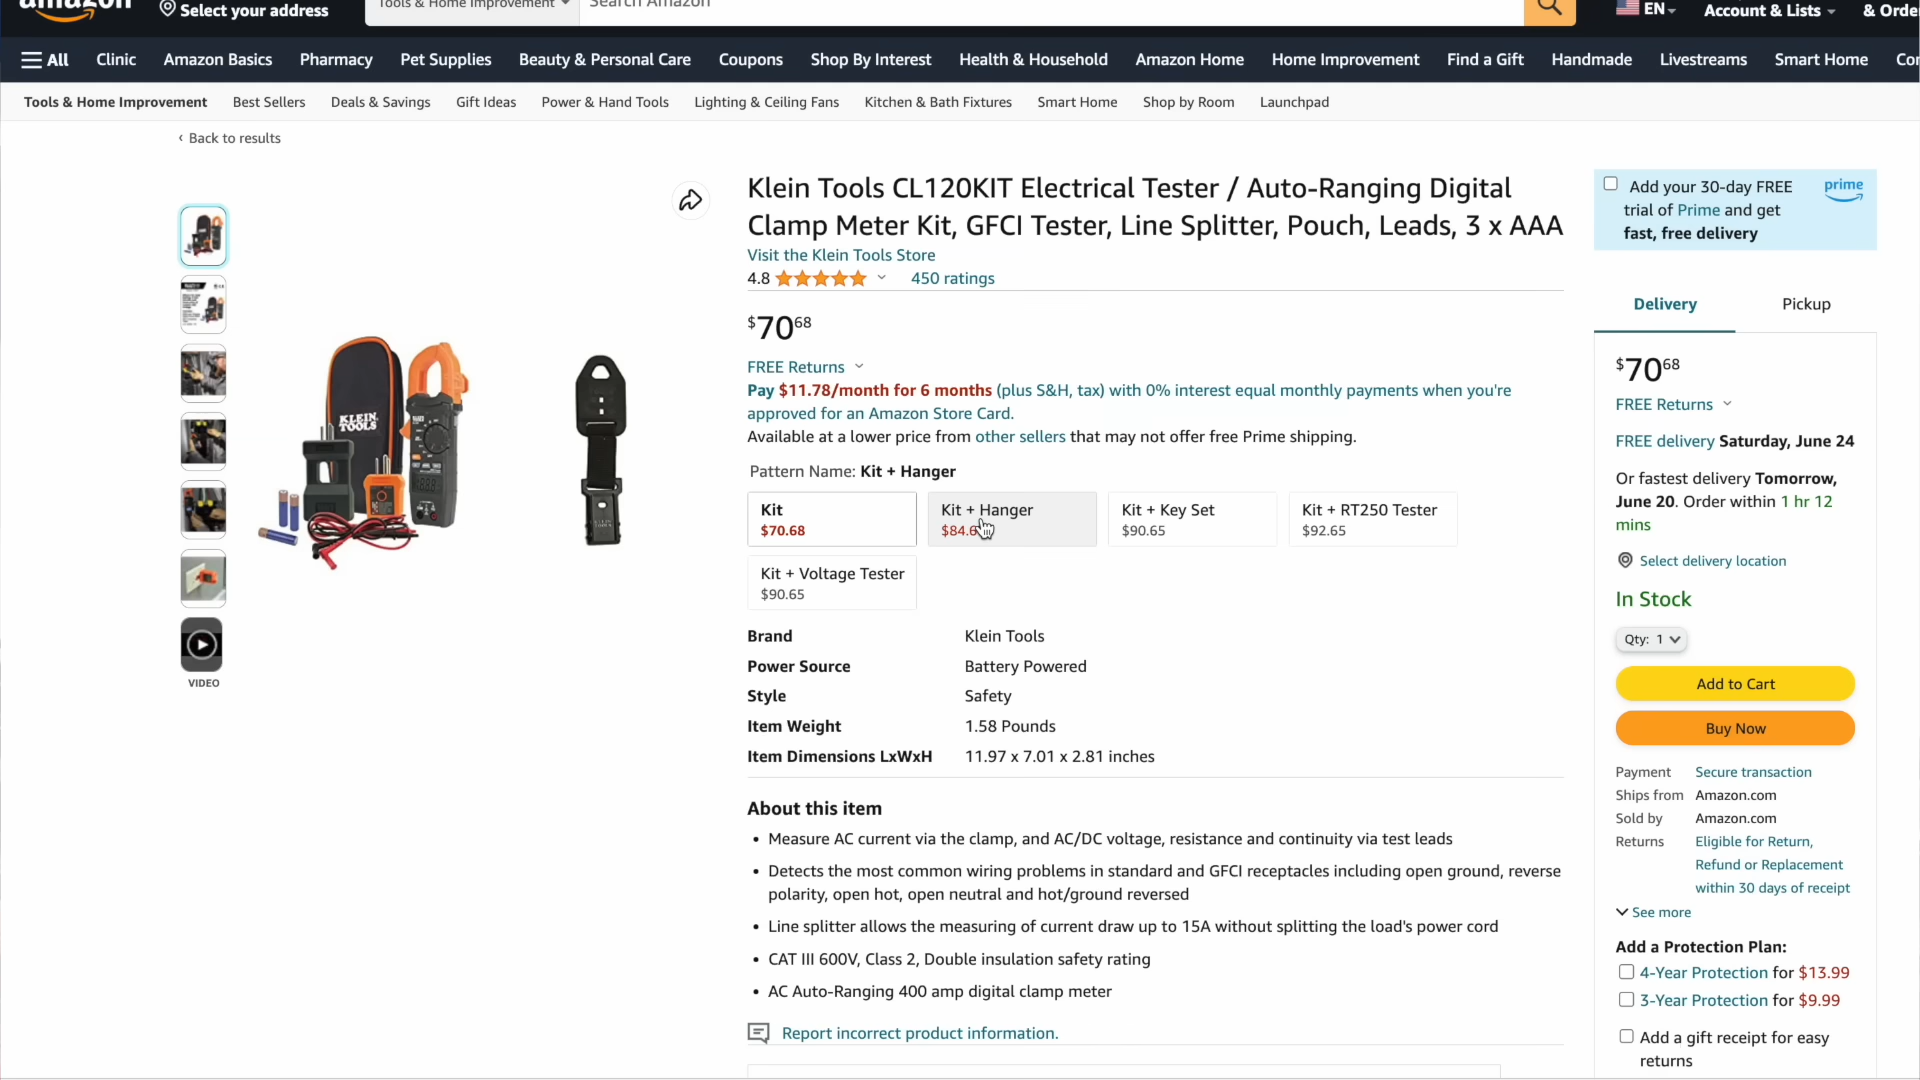 amazon
Select your address
Tools & Home Improvement
Search Amazon
EN
Account & Lists
All
Clinic
Amazon Basics
Pharmacy
Pet Supplies
Beauty & Personal Care
Coupons
Shop By Interest
Health & Household
Amazon Home
Home Improvement
Find a Gift
Handmade
Livestreams
Smart Home
Tools & Home Improvement
Best Sellers
Deals & Savings
Gift Ideas
Power & Hand Tools
Lighting & Ceiling Fans
Kitchen & Bath Fixtures
Smart Home
Shop by Room
Launchpad
‹ Back to results
VIDEO
KLEIN
TOOLS
Klein Tools CL120KIT Electrical Tester / Auto-Ranging Digital
Clamp Meter Kit, GFCI Tester, Line Splitter, Pouch, Leads, 3 x AAA
Visit the Klein Tools Store
4.8
450 ratings
$70 68
FREE Returns
Pay $11.78/month for 6 months (plus S&H, tax) with 0% interest equal monthly payments when you're
approved for an Amazon Store Card.
Available at a lower price from other sellers that may not offer free Prime shipping.
Pattern Name: Kit + Hanger
Kit
$70.68
Kit + Hanger
Kit + Key Set
$90.65
Kit + RT250 Tester
$92.65
Kit + Voltage Tester
$90.65
Brand Klein Tools
Power Source Battery Powered
Style Safety
Item Weight 1.58 Pounds
Item Dimensions LxWxH 11.97 x 7.01 x 2.81 inches
About this item
• Measure AC current via the clamp, and AC/DC voltage, resistance and continuity via test leads
• Detects the most common wiring problems in standard and GFCI receptacles including open ground, reverse
polarity, open hot, open neutral and hot/ground reversed
• Line splitter allows the measuring of current draw up to 15A without splitting the load's power cord
• CAT III 600V, Class 2, Double insulation safety rating
• AC Auto-Ranging 400 amp digital clamp meter
Report incorrect product information.
Add your 30-day FREE
trial of Prime and get
fast, free delivery
prime
Delivery
Pickup
$70 68
FREE Returns
FREE delivery Saturday, June 24
Or fastest delivery Tomorrow,
June 20. Order within 1 hr 12
mins
Select delivery location
In Stock
Qty: 1
Add to Cart
Buy Now
Payment Secure transaction
Ships from Amazon.com
Sold by Amazon.com
Returns Eligible for Return,
Refund or Replacement
within 30 days of receipt
See more
Add a Protection Plan:
4-Year Protection for $13.99
3-Year Protection for $9.99
Add a gift receipt for easy
returns